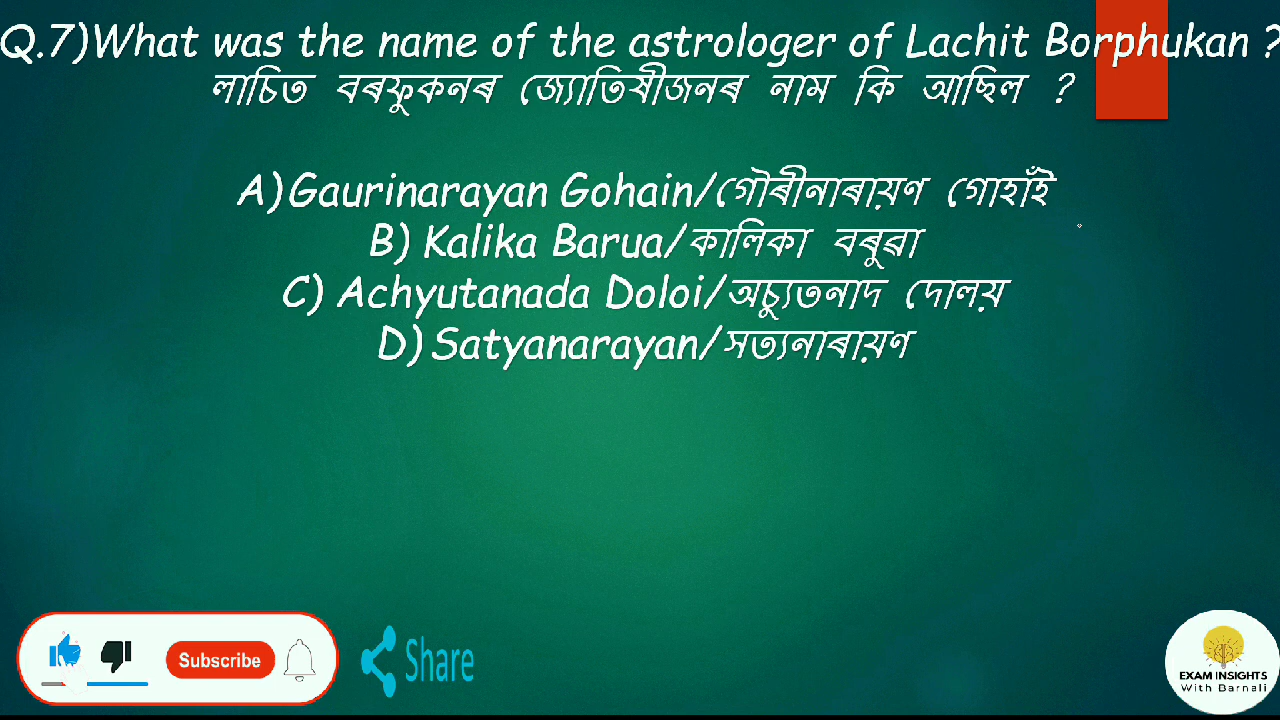 Q.7)What was the name of the astrologer of Lachit Borphukan ?
লাচিত বৰফুকনৰ জ্যোতিষীজনৰ নাম কি আছিল ?
A)Gaurinarayan Gohain/গৌৰীনাৰায়ণ গোহাঁই
B) Kalika Barua/কালিকা বৰুৱা
C) Achyutanada Doloi/অচ্যুতনাদ দোলয়
D) Satyanarayan/সত্যনাৰায়ণ
Subscribe
Share
EXAM INSIGHTS
With Barnali